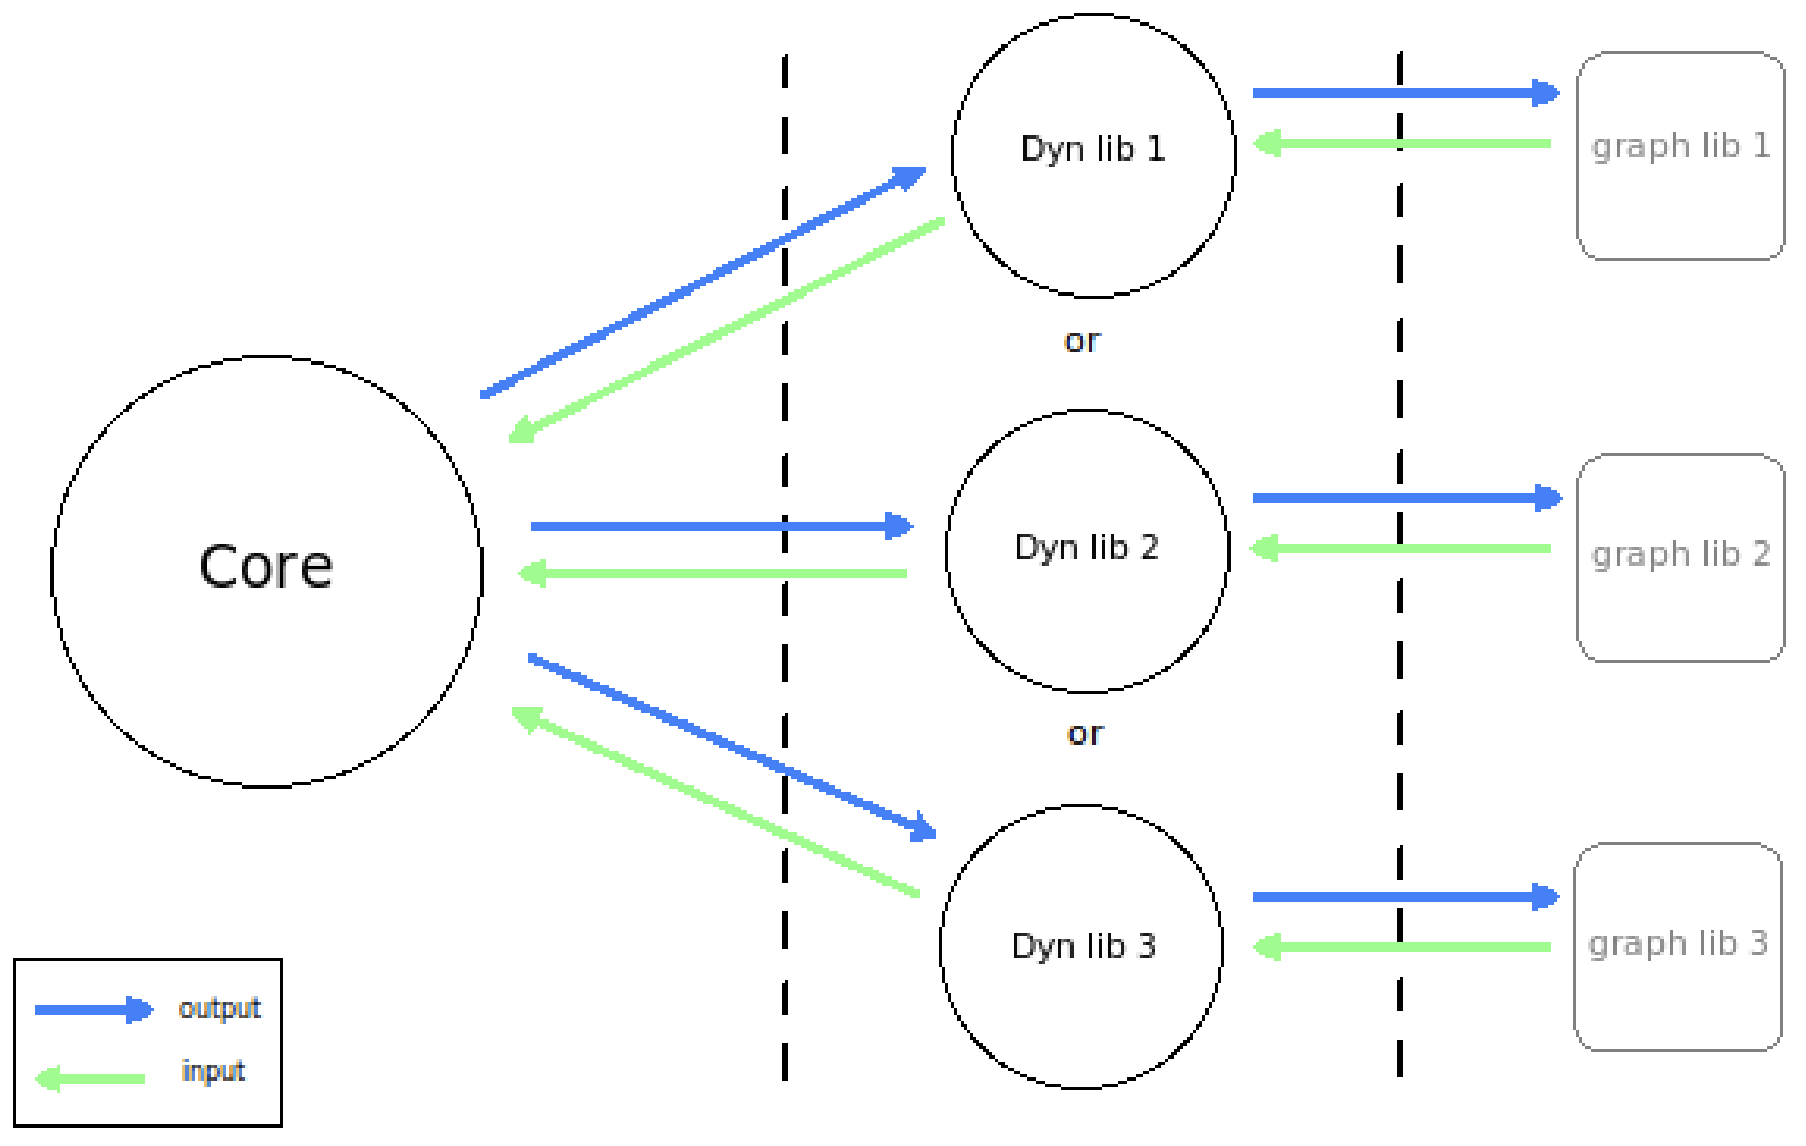 Dyn lib 1
graph lib 1
or
Core
Dyn lib 2
graph lib 2
or
Dyn lib 3
graph lib 3
output
input